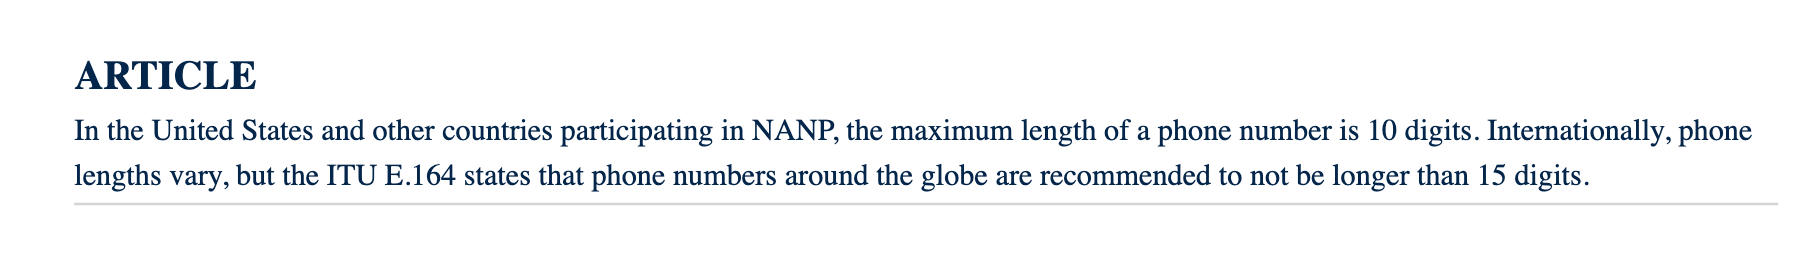 ARTICLE
In the United States and other countries participating in NANP, the maximum length of a phone number is 10 digits. Internationally, phone
lengths vary, but the ITU E.164 states that phone numbers around the globe are recommended to not be longer than 15 digits.